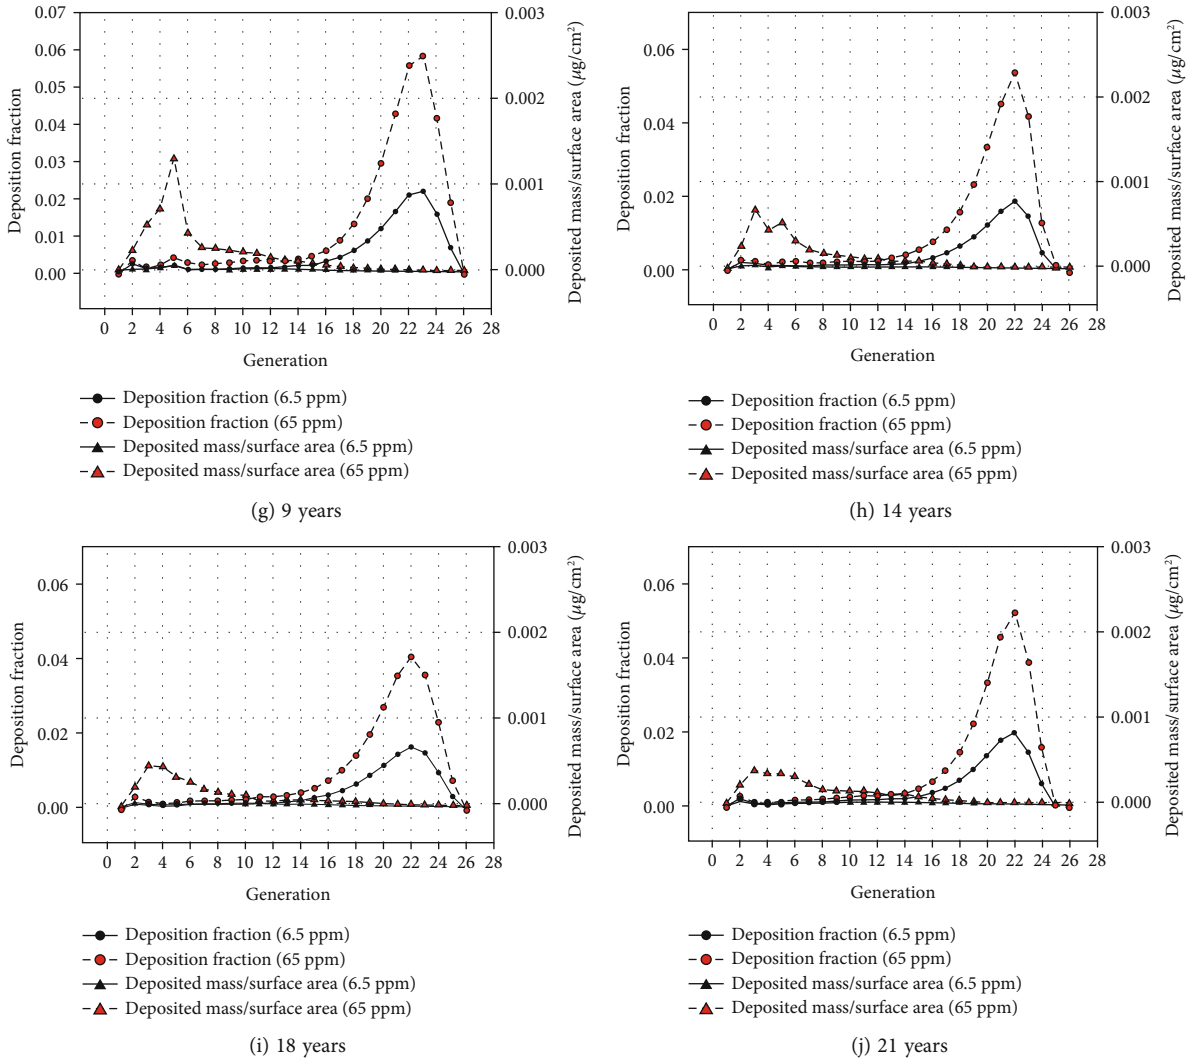 0.07
0.06
0.05
0.04
0.03
0.02
0.01
0.00
Deposition fraction
0.003
0.002
0.001
0.000
Deposited mass/surface area (μg/cm²)
0 2 4 6 8 10 12 14 16 18 20 22 24 26 28
Generation
Deposition fraction (6.5 ppm)
Deposition fraction (65 ppm)
Deposited mass/surface area (6.5 ppm)
Deposited mass/surface area (65 ppm)
(g) 9 years
0.06
0.04
0.02
0.00
Deposition fraction
0.003
0.002
0.001
0.000
Deposited mass/surface area (μg/cm²)
0 2 4 6 8 10 12 14 16 18 20 22 24 26 28
Generation
Deposition fraction (6.5 ppm)
Deposition fraction (65 ppm)
Deposited mass/surface area (6.5 ppm)
Deposited mass/surface area (65 ppm)
(h) 14 years
0.06
0.04
0.02
0.00
Deposition fraction
0.003
0.002
0.001
0.000
Deposited mass/surface area (μg/cm²)
0 2 4 6 8 10 12 14 16 18 20 22 24 26 28
Generation
Deposition fraction (6.5 ppm)
Deposition fraction (65 ppm)
Deposited mass/surface area (6.5 ppm)
Deposited mass/surface area (65 ppm)
(i) 18 years
0.06
0.04
0.02
0.00
Deposition fraction
0.003
0.002
0.001
0.000
Deposited mass/surface area (μg/cm²)
0 2 4 6 8 10 12 14 16 18 20 22 24 26 28
Generation
Deposition fraction (6.5 ppm)
Deposition fraction (65 ppm)
Deposited mass/surface area (6.5 ppm)
Deposited mass/surface area (65 ppm)
(j) 21 years